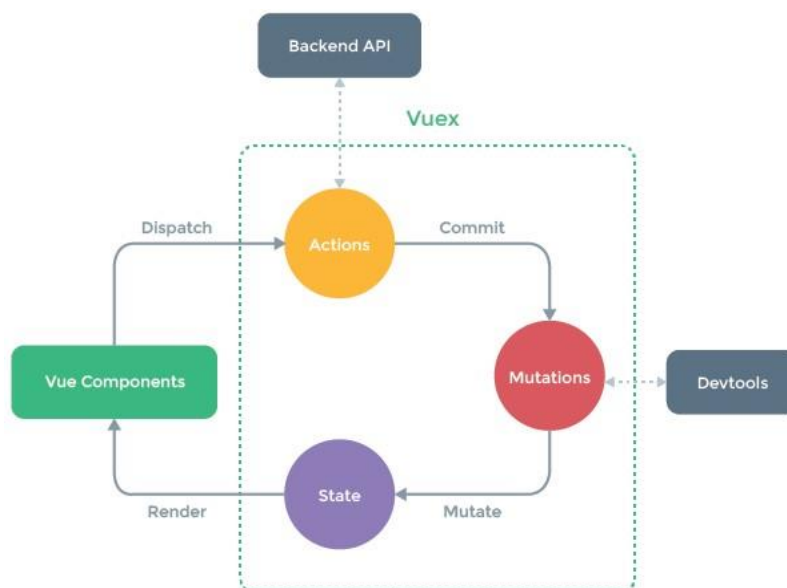 Backend API
Vuex
Dispatch
Actions
Commit
Vue Components
Mutations
Devtools
Render
State
Mutate